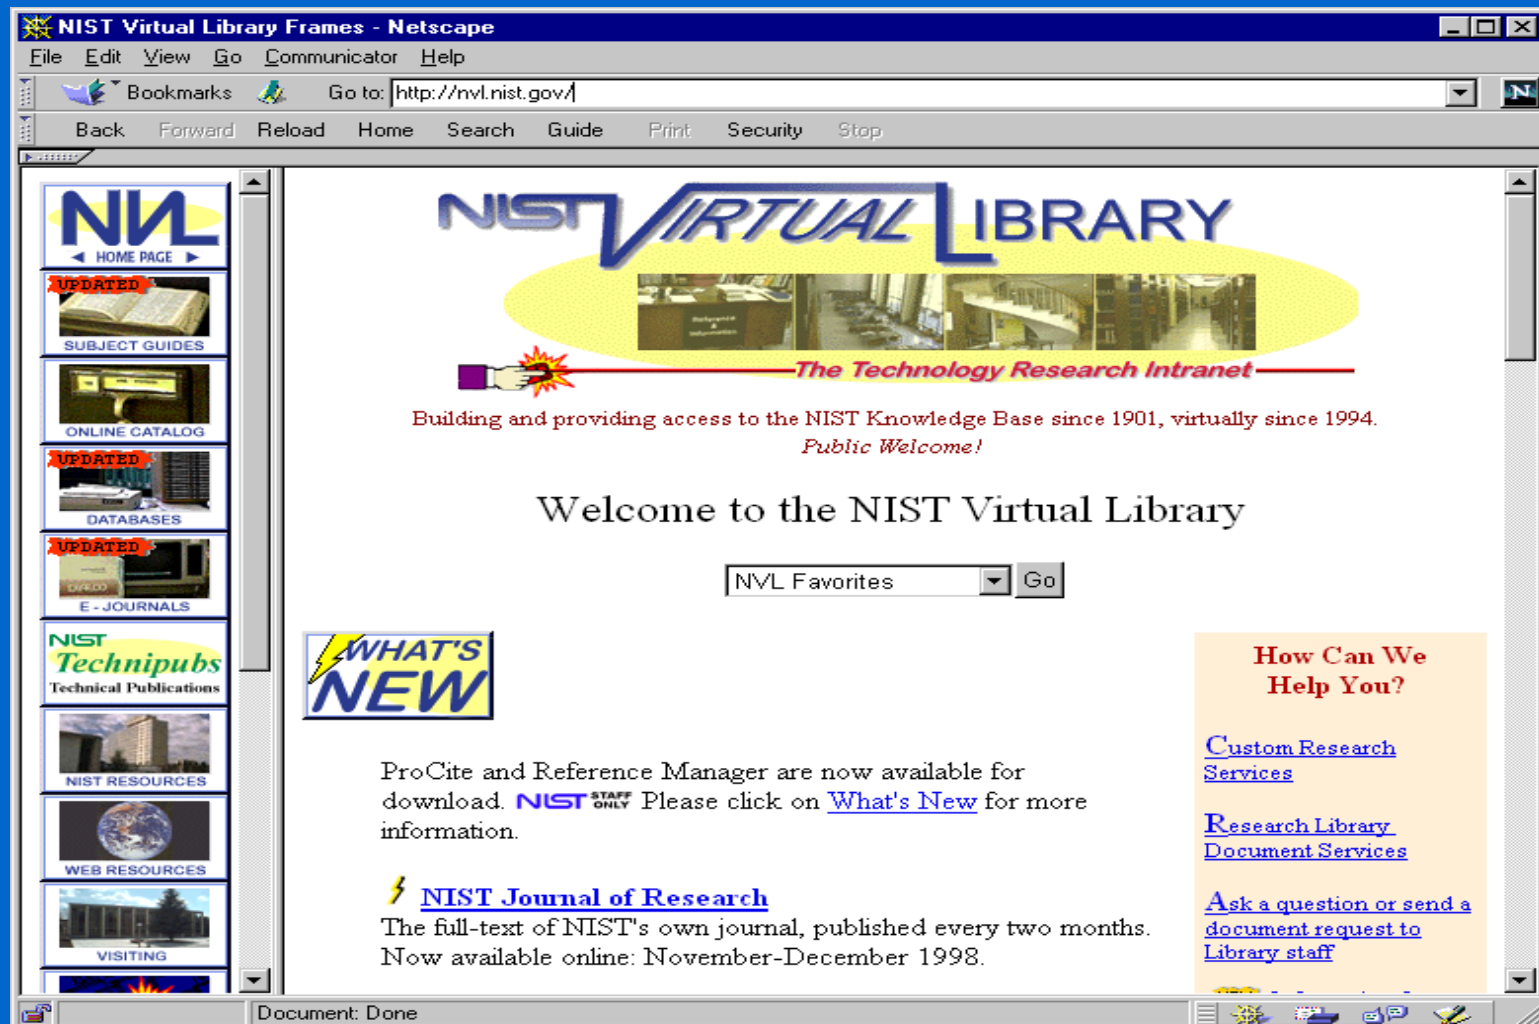 NIST Virtual Library Frames - Netscape
File Edit View Go Communicator Help
Bookmarks Go to: http://nvl.nist.gov/
N
Back Forward Reload Home Search Guide Print Security Stop
NVL
HOME PAGE
UPDATED
SUBJECT GUIDES
ONLINE CATALOG
UPDATED
DATABASES
UPDATED
E - JOURNALS
NIST
Technipubs
Technical Publications
NIST RESOURCES
WEB RESOURCES
VISITING
NIST VIRTUAL LIBRARY
Reference
&
Information
The Technology Research Intranet
Building and providing access to the NIST Knowledge Base since 1901, virtually since 1994.
Public Welcome!
Welcome to the NIST Virtual Library
NVL Favorites Go
WHAT'S
NEW
ProCite and Reference Manager are now available for
download. NIST STAFF ONLY Please click on What's New for more
information.
NIST Journal of Research
The full-text of NIST's own journal, published every two months.
Now available online: November-December 1998.
How Can We
Help You?
Custom Research
Services
Research Library
Document Services
Ask a question or send a
document request to
Library staff
Document: Done